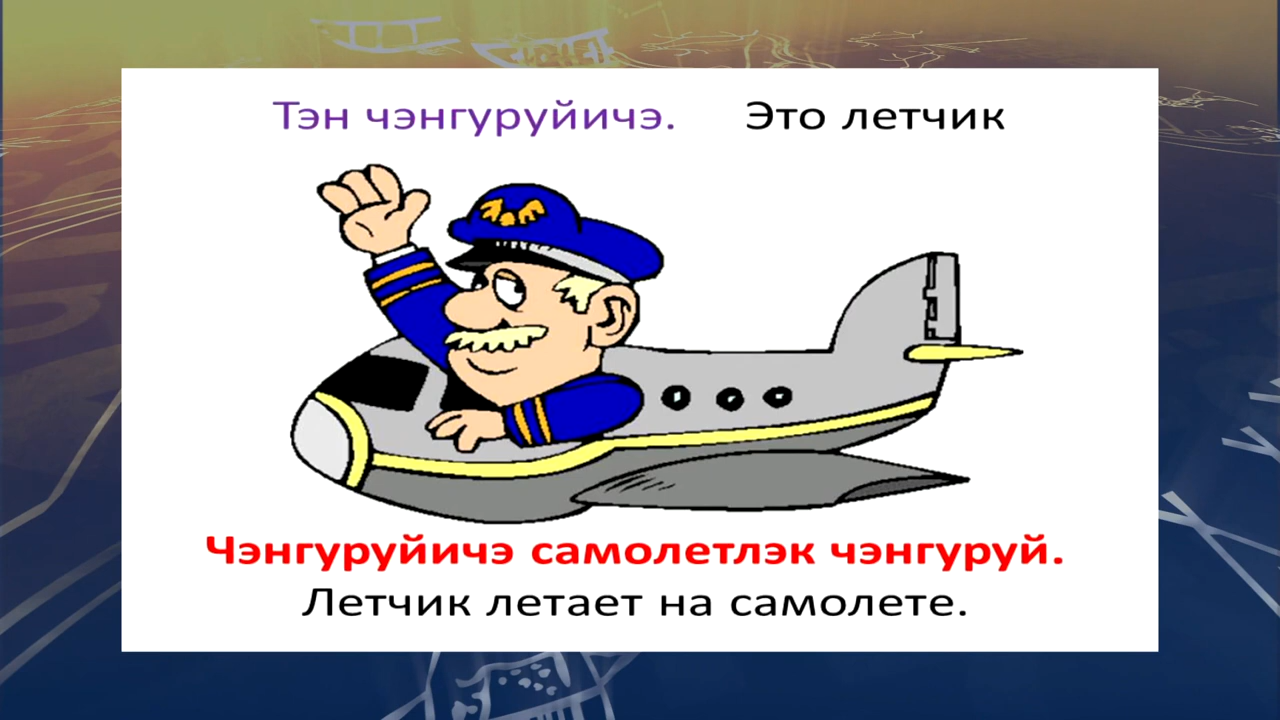 Тэн чэнгуруйичэ. Это летчик
Чэнгуруйичэ самолетлэк чэнгуруй.
Летчик летает на самолете.